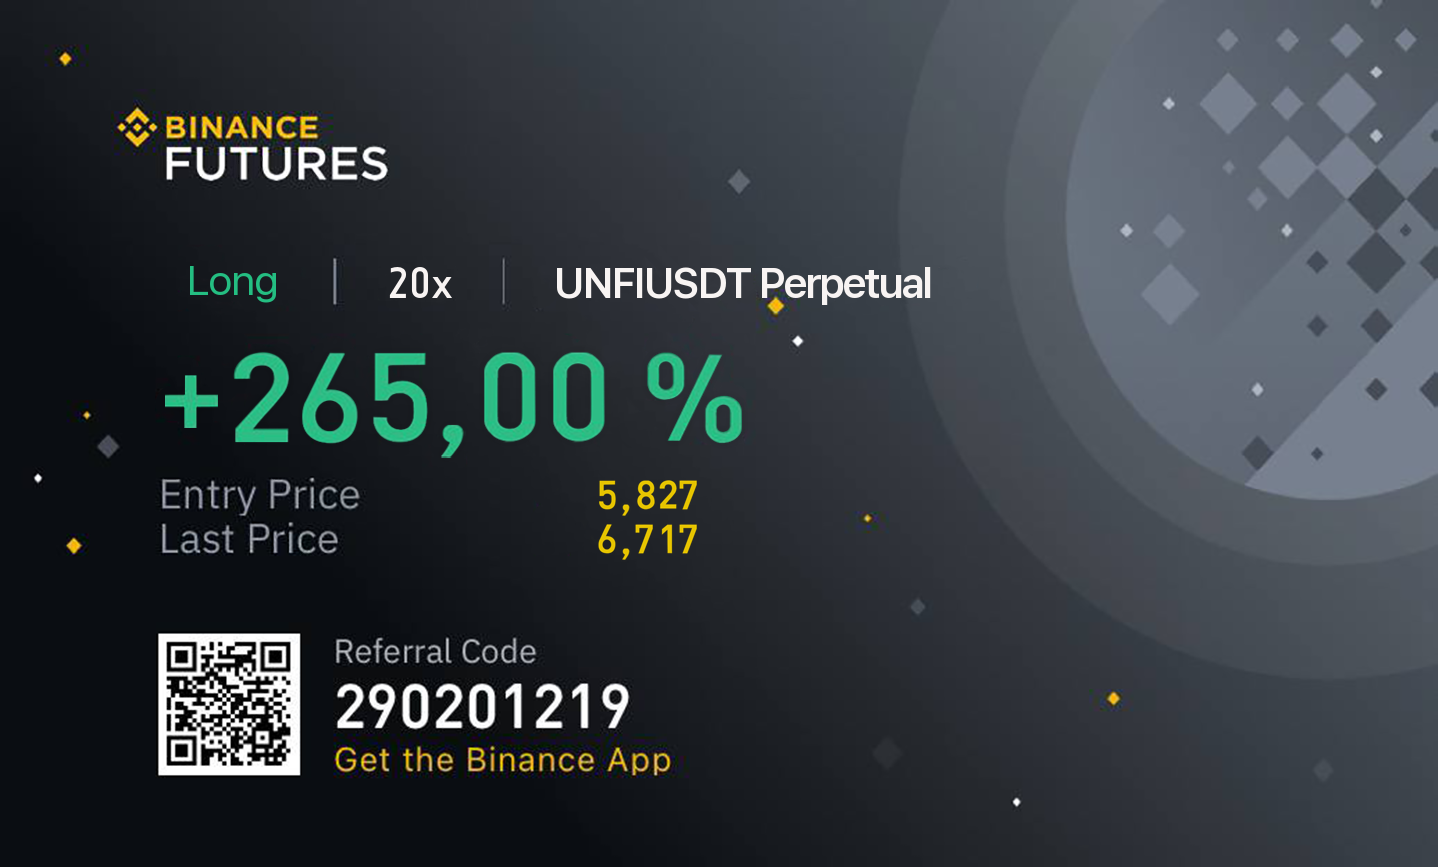 BINANCE
FUTURES
Long | 20x | UNFIUSDT Perpetual
+265,00 %
Entry Price 5,827
Last Price 6,717
Referral Code
290201219
Get the Binance App